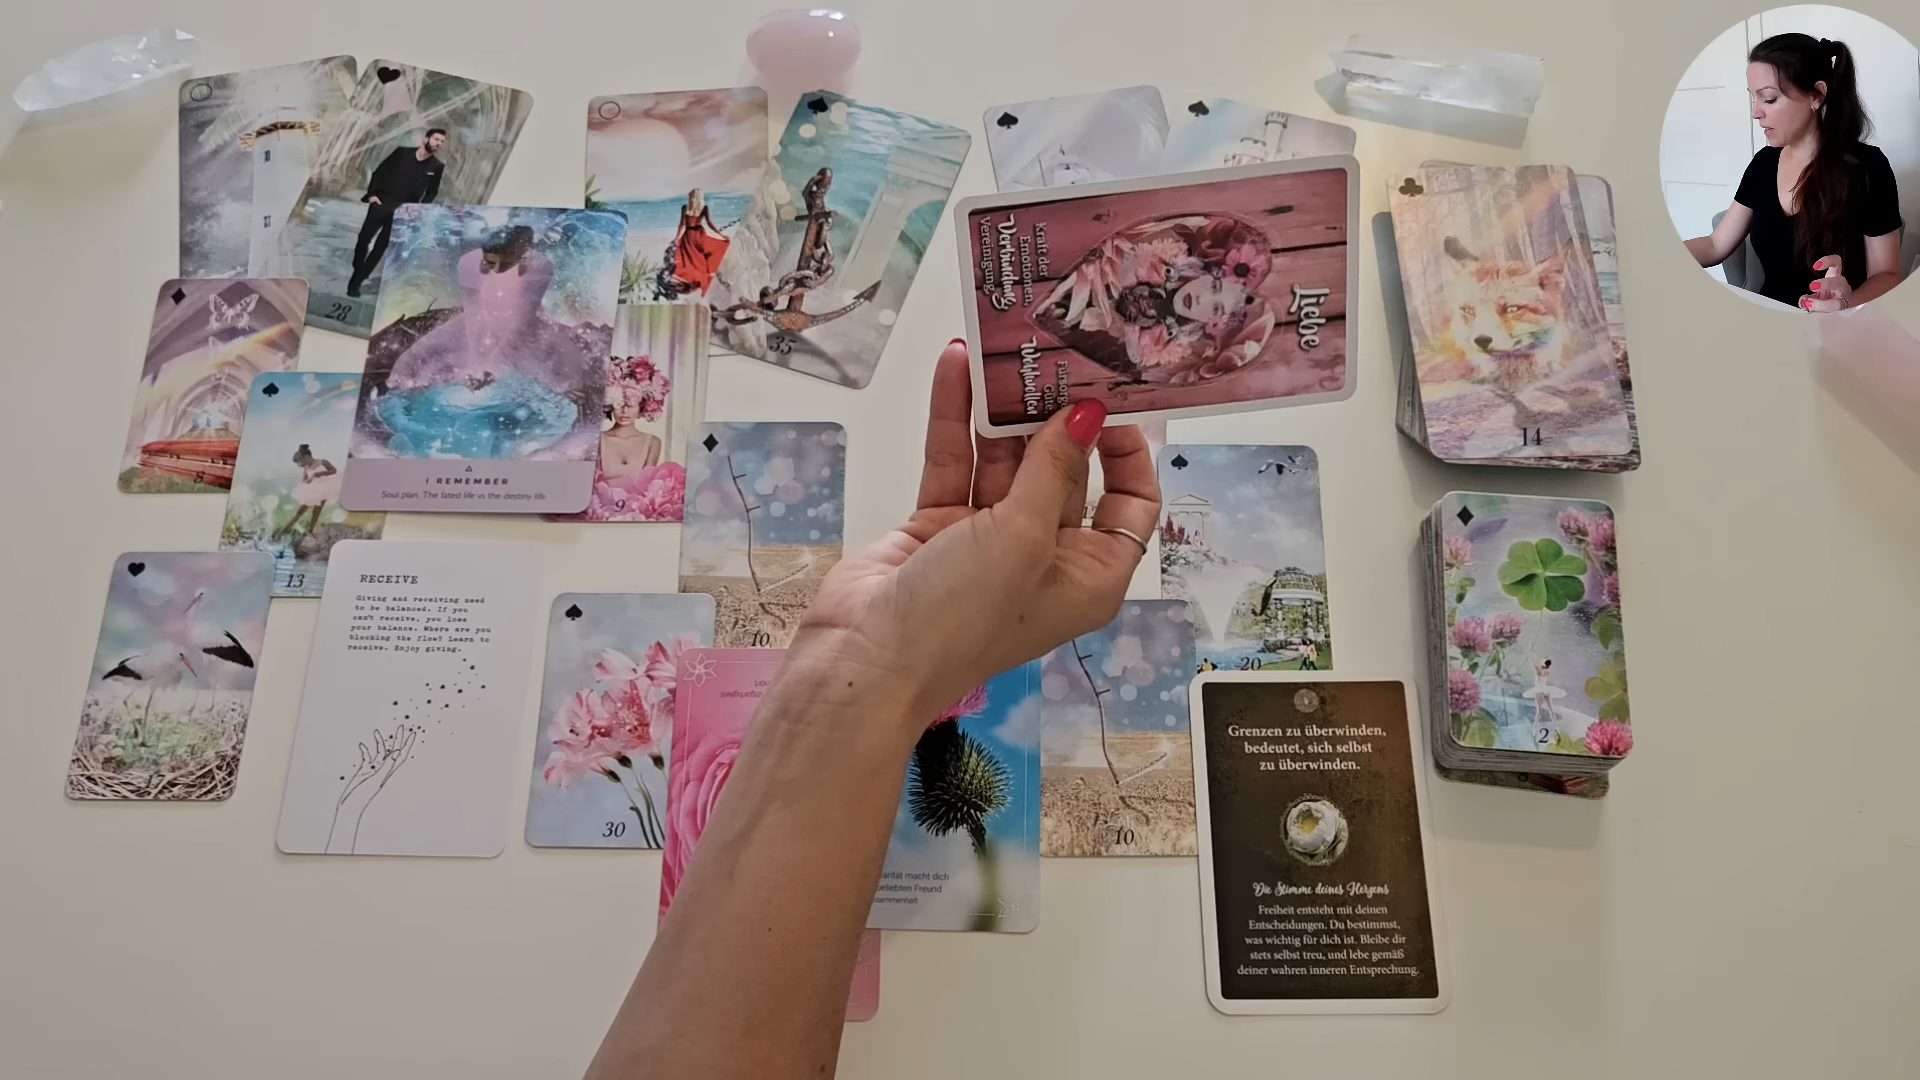 28
35
Liebe
Kraft der
Emotionen,
Verbindung
Vereinigung,
Wohlwollen
Güte,
14
8
I REMEMBER
Soul plan. The fated life vs the destiny life.
9
13
10
20
2
RECEIVE
Giving and receiving need
to be balanced. If you
can't receive, you lose
your balance. Where are you
blocking the flow? Learn to
receive. Enjoy giving.
30
10
macht dich
Freund
Grenzen zu überwinden,
bedeutet, sich selbst
zu überwinden.
Die Stimme deines Herzens
Freiheit entsteht mit deinen
Entscheidungen. Du bestimmst,
was wichtig für dich ist. Bleibe dir
stets selbst treu, und lebe gemäß
deiner wahren inneren Entsprechung.